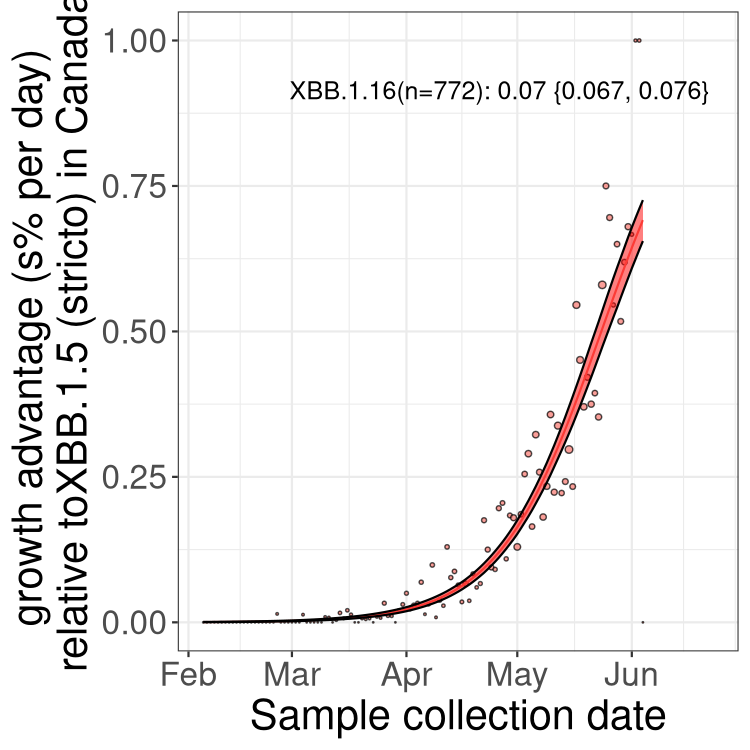 growth advantage (s% per day)
relative toXBB.1.5 (stricto) in Canada
1.00
0.75
0.50
0.25
0.00
XBB.1.16(n=772): 0.07 {0.067, 0.076}
Feb Mar Apr May Jun
Sample collection date